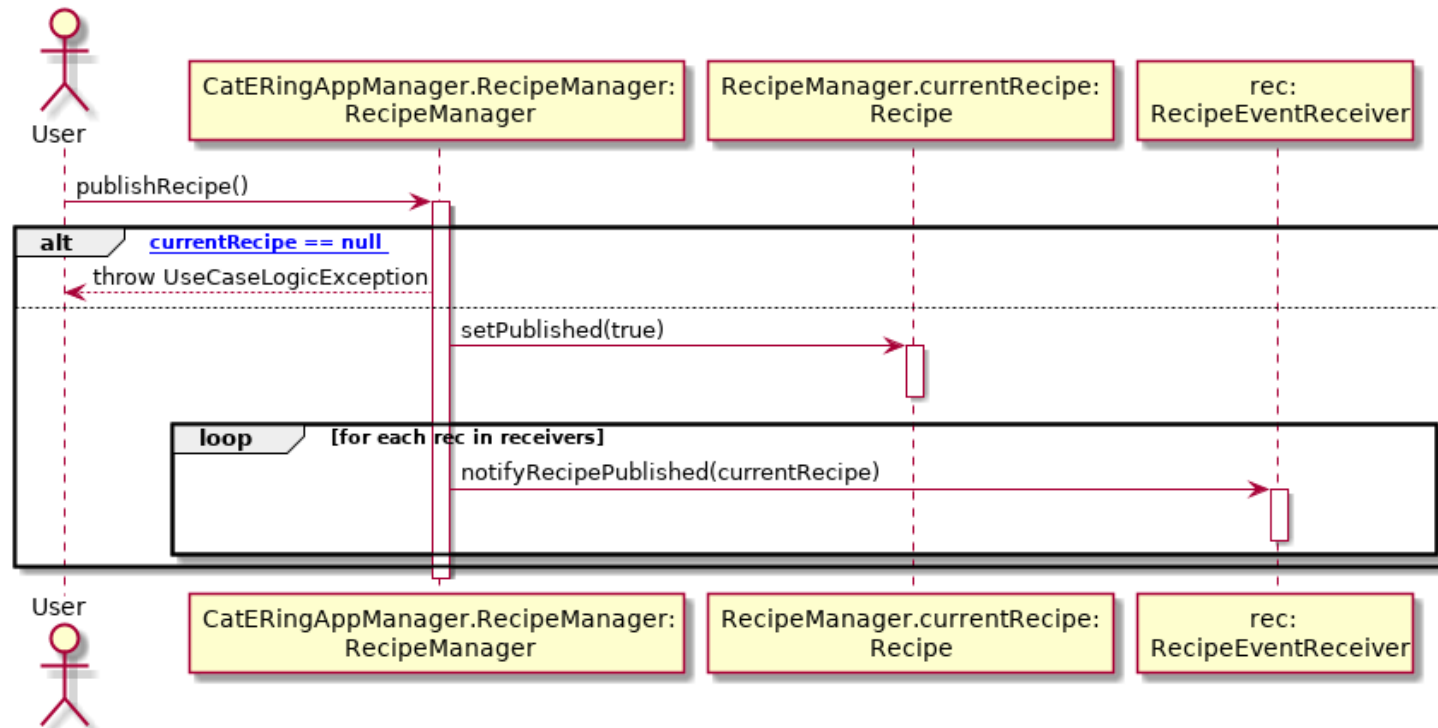 User
CatERingAppManager.RecipeManager:
RecipeManager
RecipeManager.currentRecipe:
Recipe
rec:
RecipeEventReceiver
publishRecipe()
alt
currentRecipe == null
throw UseCaseLogicException
setPublished(true)
loop
[for each rec in receivers]
notifyRecipePublished(currentRecipe)
User
CatERingAppManager.RecipeManager:
RecipeManager
RecipeManager.currentRecipe:
Recipe
rec:
RecipeEventReceiver